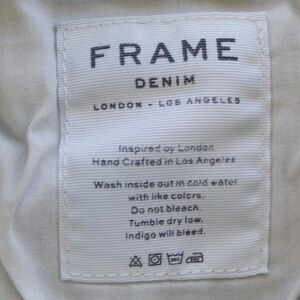 FRAME
DENIM
LONDON - LOS ANGELES
Inspired by London
Hand Crafted in Los Angeles
Wash inside out in cold water
with like colors.
Do not bleach.
Tumble dry low.
Indigo will bleed.